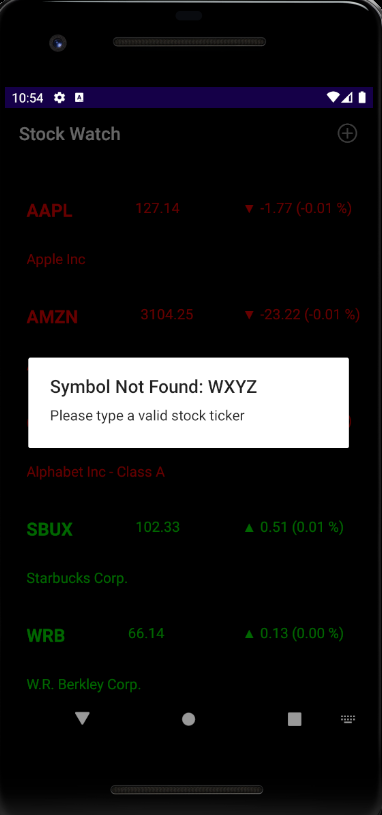 10:54
Stock Watch
AAPL 127.14 ▼ -1.77 (-0.01 %)
Apple Inc
AMZN 3104.25 ▼ -23.22 (-0.01 %)
Symbol Not Found: WXYZ
Please type a valid stock ticker
Alphabet Inc - Class A
SBUX 102.33 ▲ 0.51 (0.01 %)
Starbucks Corp.
WRB 66.14 ▲ 0.13 (0.00 %)
W.R. Berkley Corp.